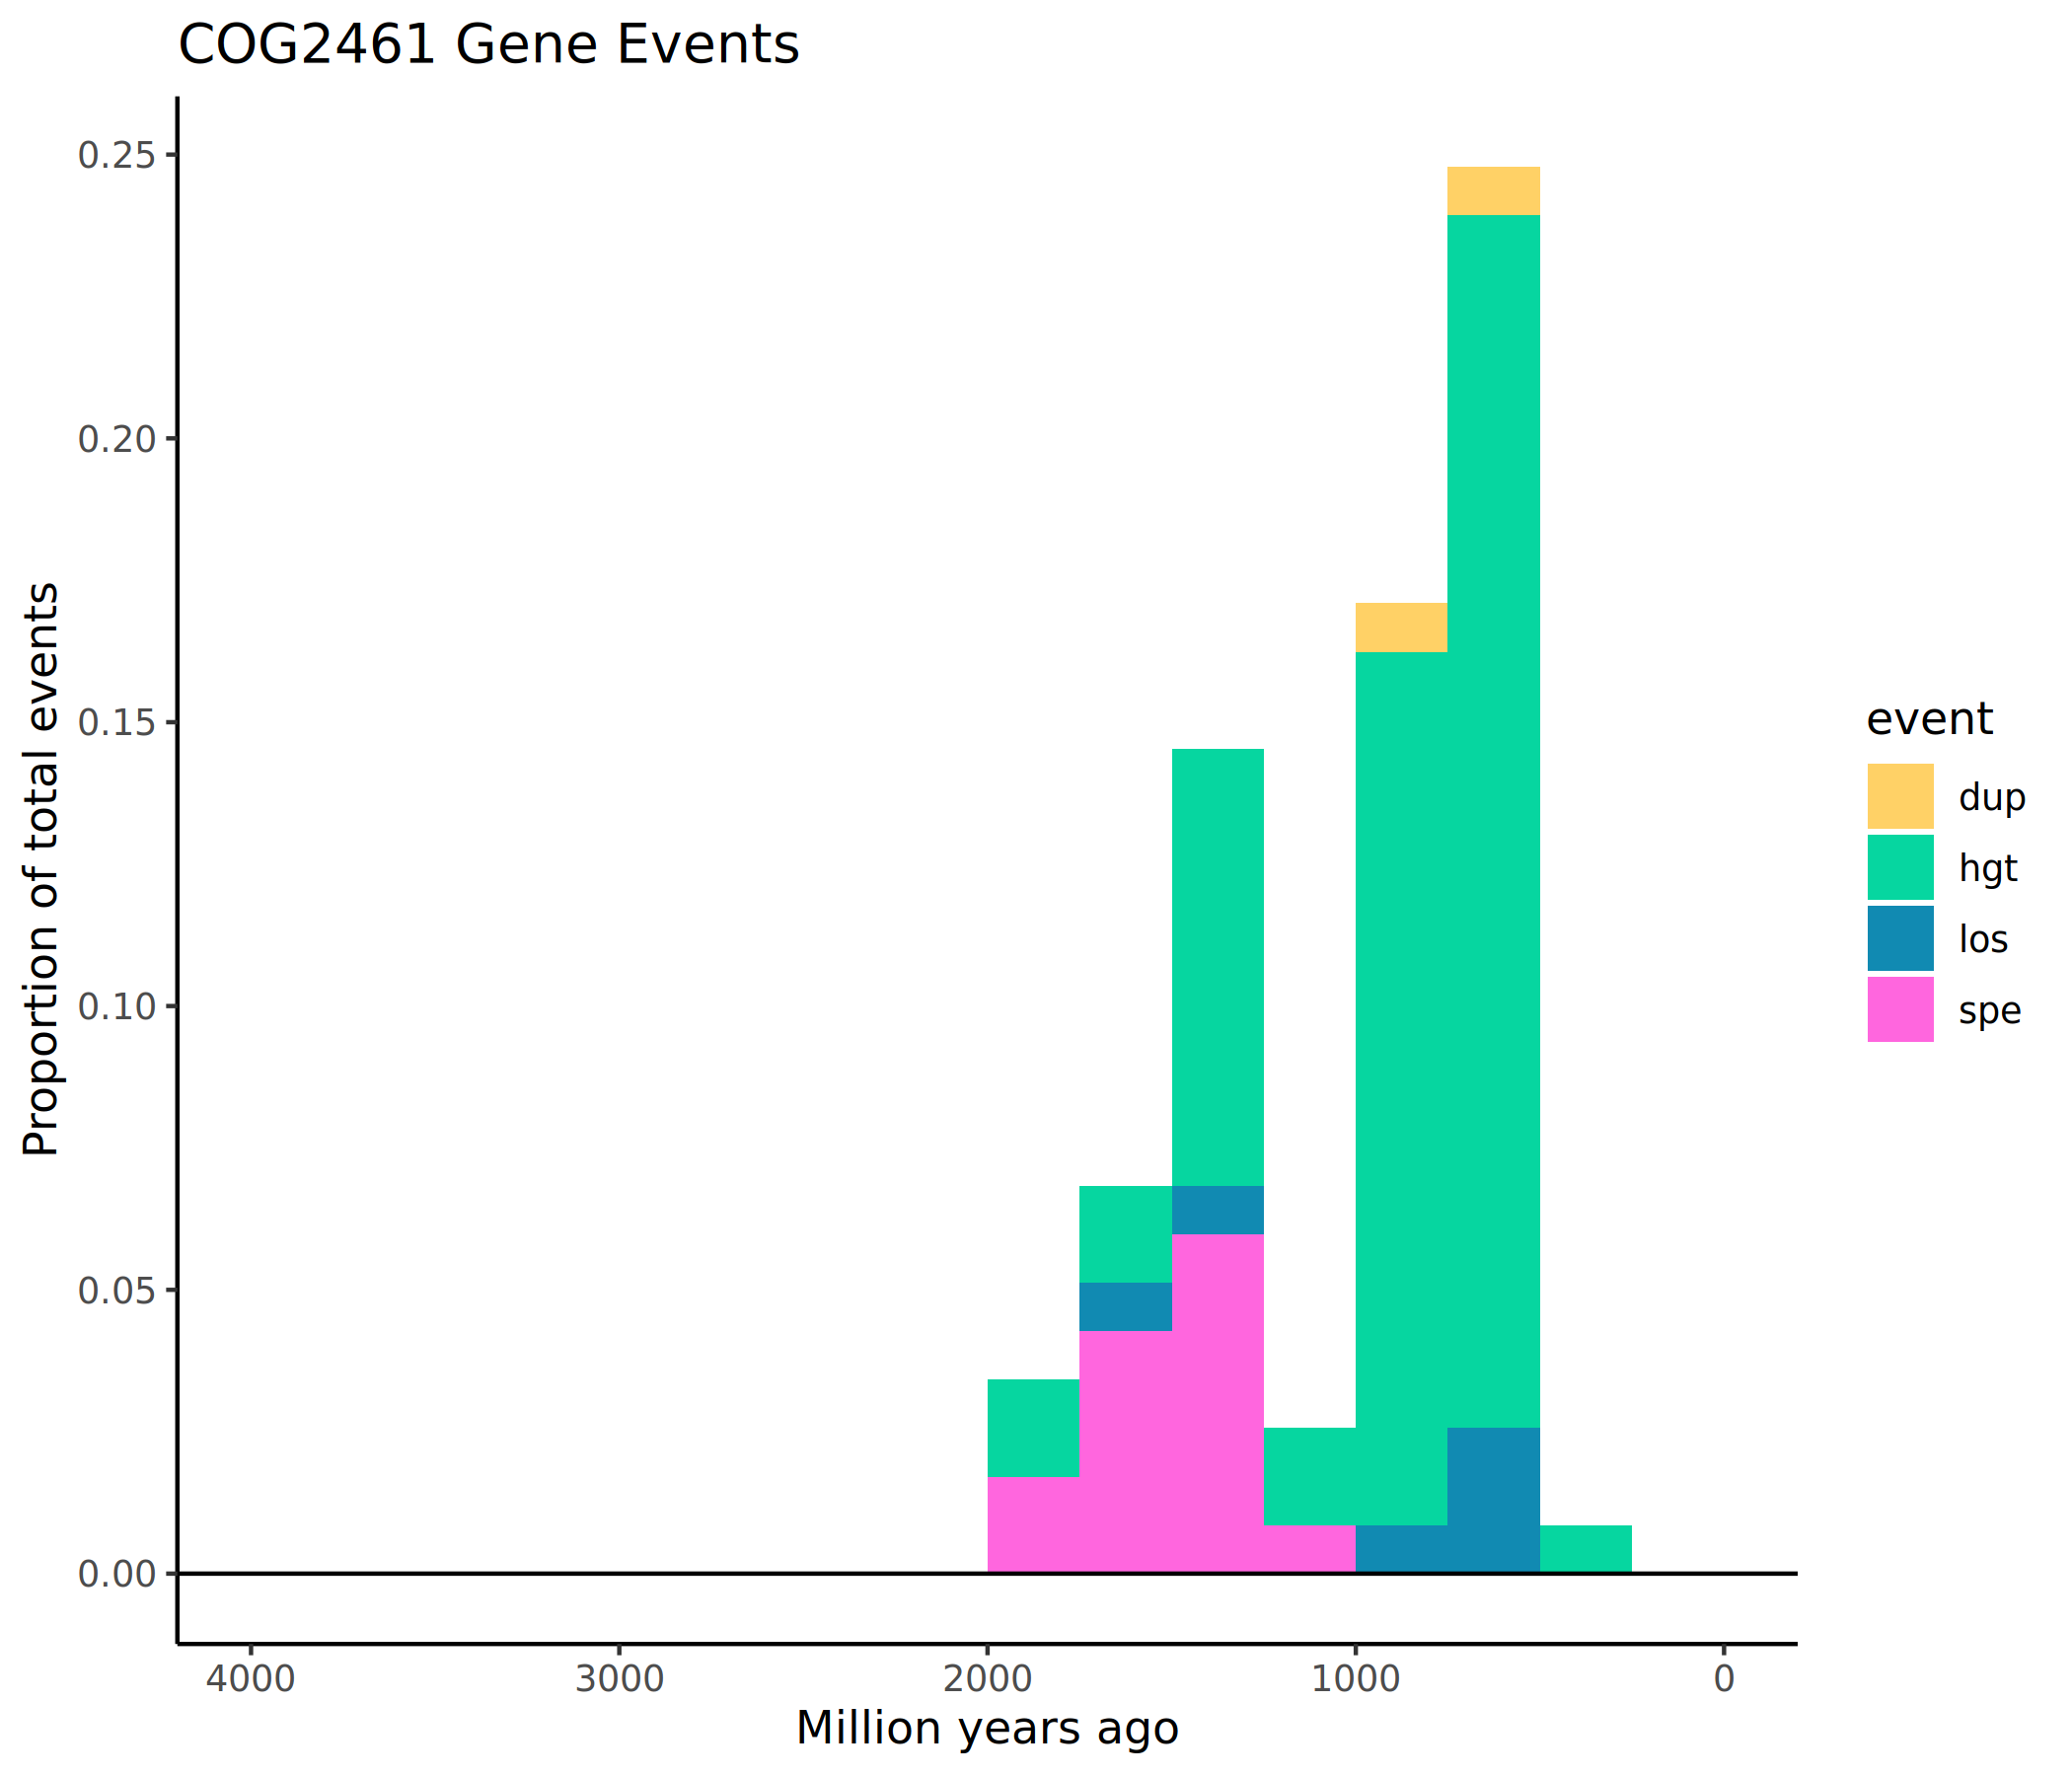 COG2461 Gene Events
Proportion of total events
0.25
0.20
0.15
0.10
0.05
0.00
4000 3000 2000 1000 0
Million years ago
event
dup
hgt
los
spe